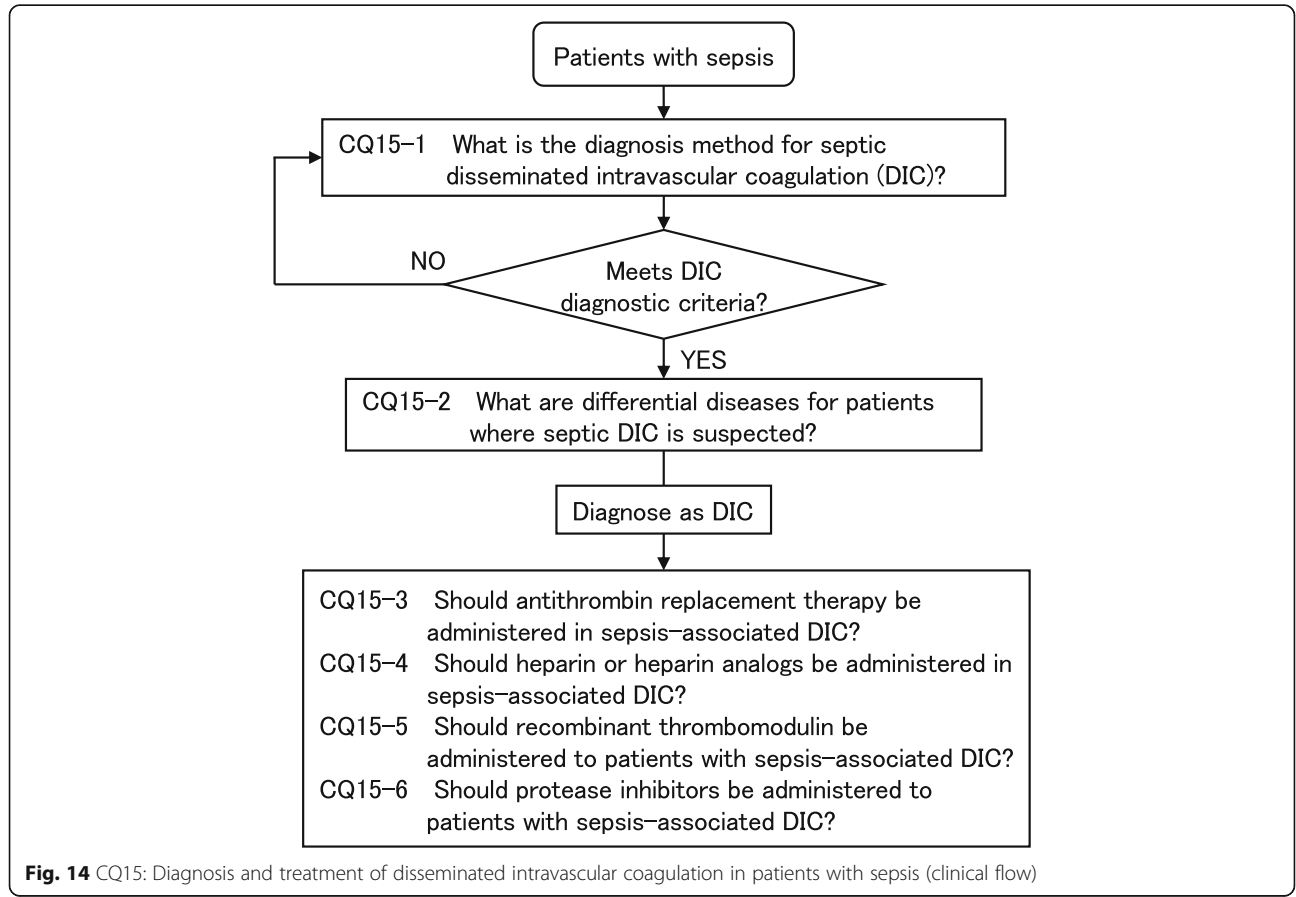 Patients with sepsis
CQ15-1 What is the diagnosis method for septic
disseminated intravascular coagulation (DIC)?
NO
Meets DIC
diagnostic criteria?
YES
CQ15-2 What are differential diseases for patients
where septic DIC is suspected?
Diagnose as DIC
CQ15-3 Should antithrombin replacement therapy be
administered in sepsis-associated DIC?
CQ15-4 Should heparin or heparin analogs be administered in
sepsis-associated DIC?
CQ15-5 Should recombinant thrombomodulin be
administered to patients with sepsis-associated DIC?
CQ15-6 Should protease inhibitors be administered to
patients with sepsis-associated DIC?
Fig. 14 CQ15: Diagnosis and treatment of disseminated intravascular coagulation in patients with sepsis (clinical flow)